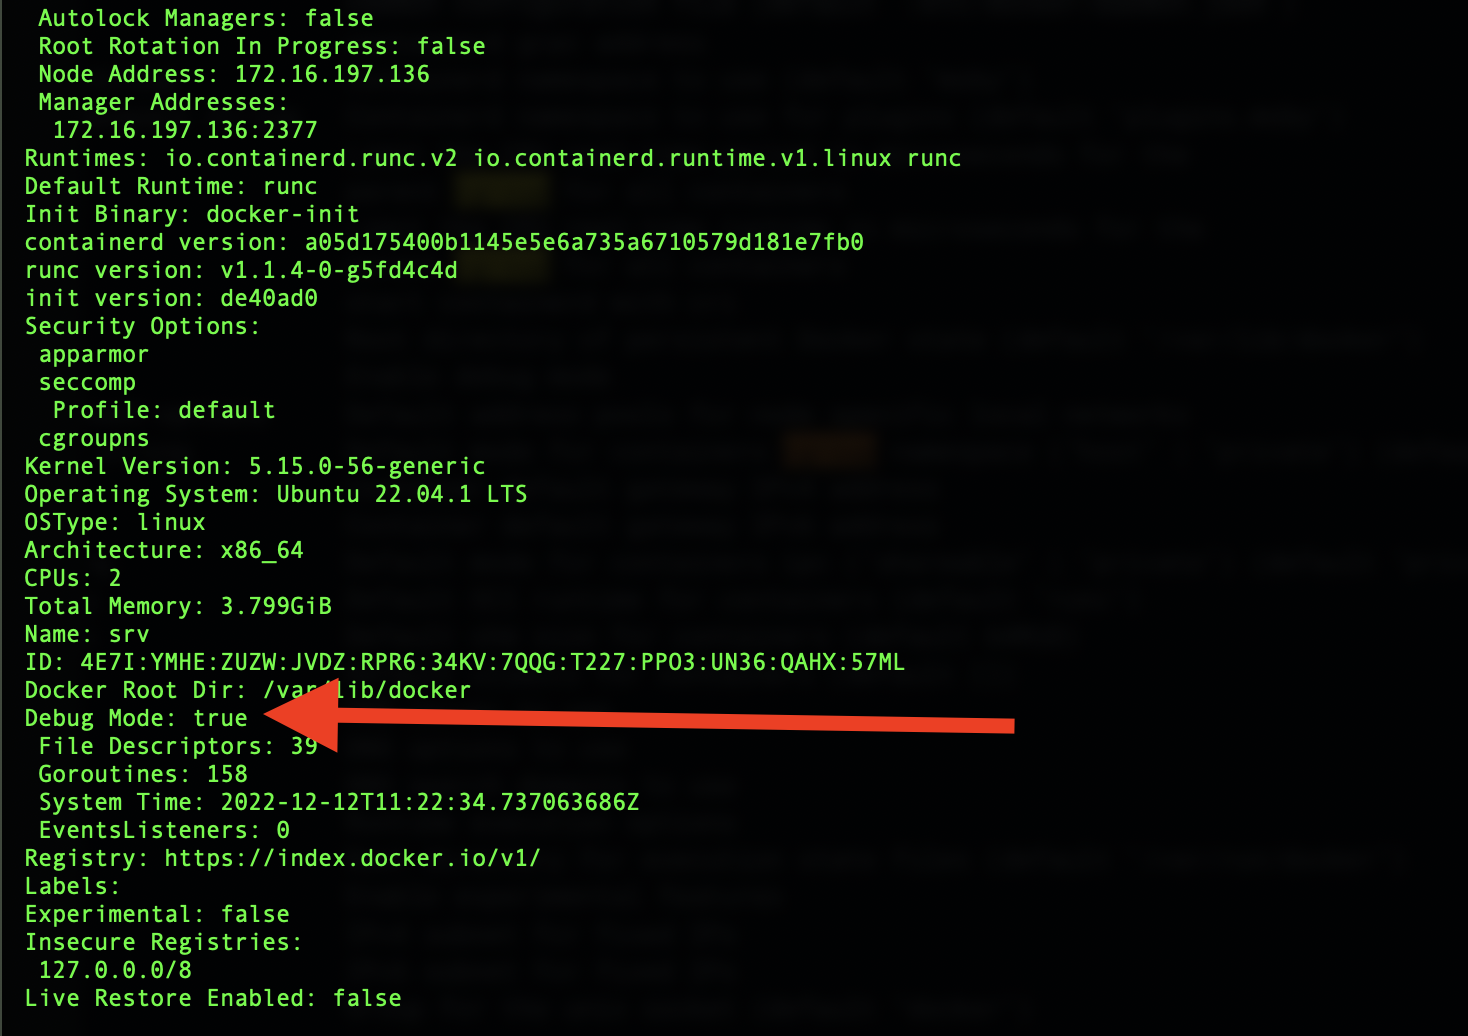 Autolock Managers: false
Root Rotation In Progress: false
Node Address: 172.16.197.136
Manager Addresses:
172.16.197.136:2377
Runtimes: io.containerd.runc.v2 io.containerd.runtime.v1.linux runc
Default Runtime: runc
Init Binary: docker-init
containerd version: a05d175400b1145e5e6a735a6710579d181e7fb0
runc version: v1.1.4-0-g5fd4c4d
init version: de40ad0
Security Options:
apparmor
seccomp
Profile: default
cgroupns
Kernel Version: 5.15.0-56-generic
Operating System: Ubuntu 22.04.1 LTS
OSType: linux
Architecture: x86_64
CPUs: 2
Total Memory: 3.799GiB
Name: srv
ID: 4E7I:YMHE:ZUZW:JVDZ:RPR6:34KV:7QQG:T227:PPO3:UN36:QAHX:57ML
Docker Root Dir: /var/lib/docker
Debug Mode: true
File Descriptors: 39
Goroutines: 158
System Time: 2022-12-12T11:22:34.737063686Z
EventsListeners: 0
Registry: https://index.docker.io/v1/
Labels:
Experimental: false
Insecure Registries:
127.0.0.0/8
Live Restore Enabled: false